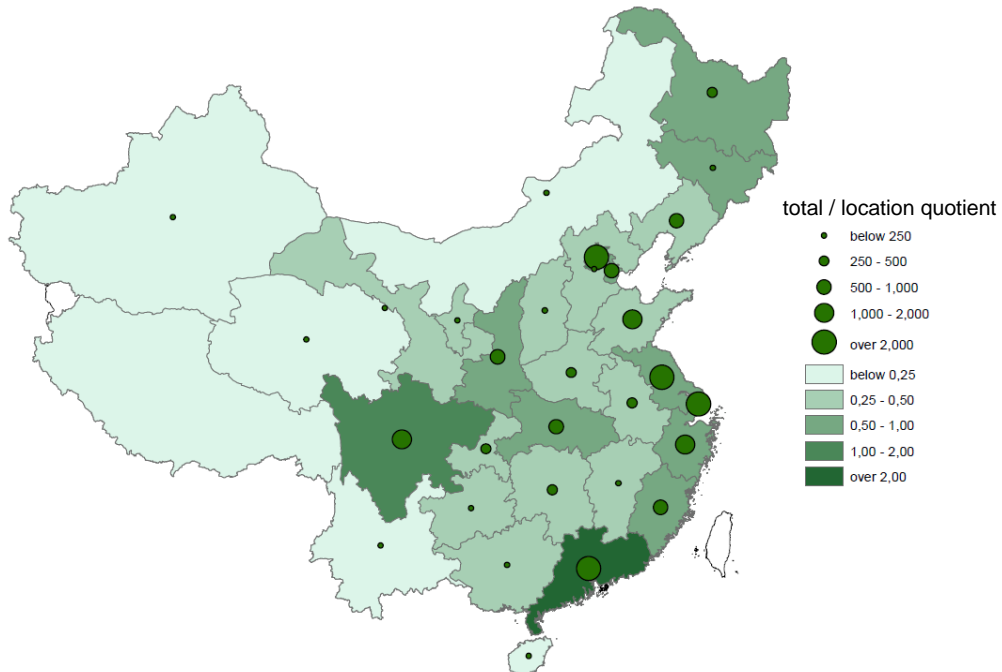 total / location quotient
below 250
250 - 500
500 - 1,000
1,000 - 2,000
over 2,000
below 0,25
0,25 - 0,50
0,50 - 1,00
1,00 - 2,00
over 2,00